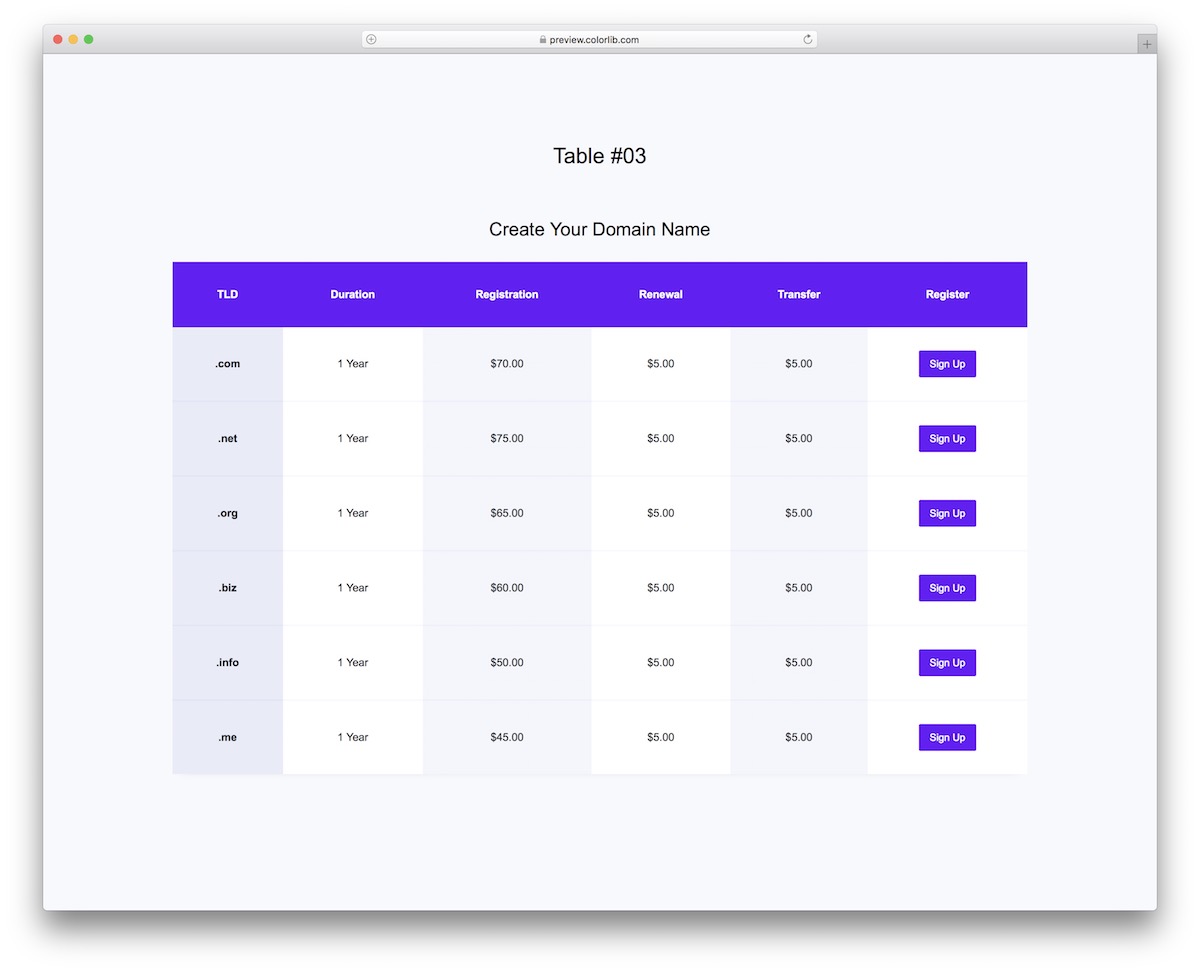 preview.colorlib.com
Table #03
Create Your Domain Name
TLD Duration Registration Renewal Transfer Register
.com 1 Year $70.00 $5.00 $5.00 Sign Up
.net 1 Year $75.00 $5.00 $5.00 Sign Up
.org 1 Year $65.00 $5.00 $5.00 Sign Up
.biz 1 Year $60.00 $5.00 $5.00 Sign Up
.info 1 Year $50.00 $5.00 $5.00 Sign Up
.me 1 Year $45.00 $5.00 $5.00 Sign Up